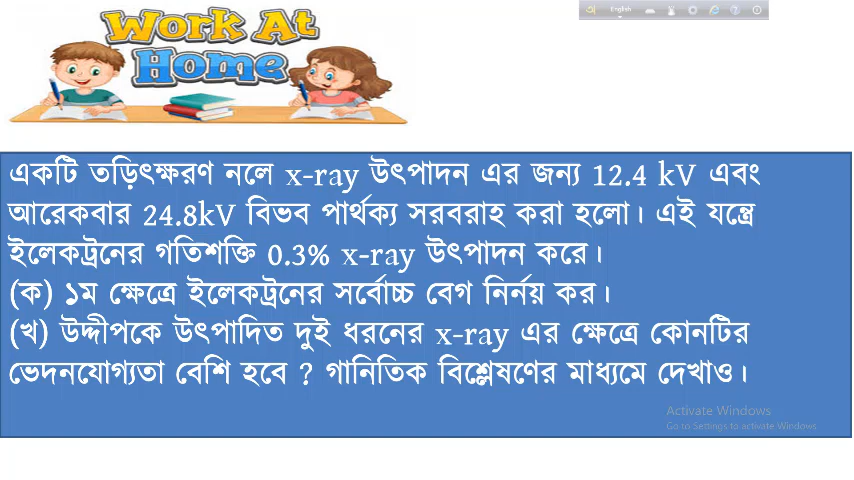 English
Work At
Home
একটি তড়িৎক্ষরণ নলে x-ray উৎপাদন এর জন্য 12.4 kV এবং
আরেকবার 24.8kV বিভব পার্থক্য সরবরাহ করা হলো। এই যন্ত্রে
ইলেকট্রনের গতিশক্তি 0.3% x-ray উৎপাদন করে।
(ক) ১ম ক্ষেত্রে ইলেকট্রনের সর্বোচ্চ বেগ নির্নয় কর।
(খ) উদ্দীপকে উৎপাদিত দুই ধরনের x-ray এর ক্ষেত্রে কোনটির
ভেদনযোগ্যতা বেশি হবে ? গানিতিক বিশ্লেষণের মাধ্যমে দেখাও।
Activate Windows
Go to Settings to activate Windows